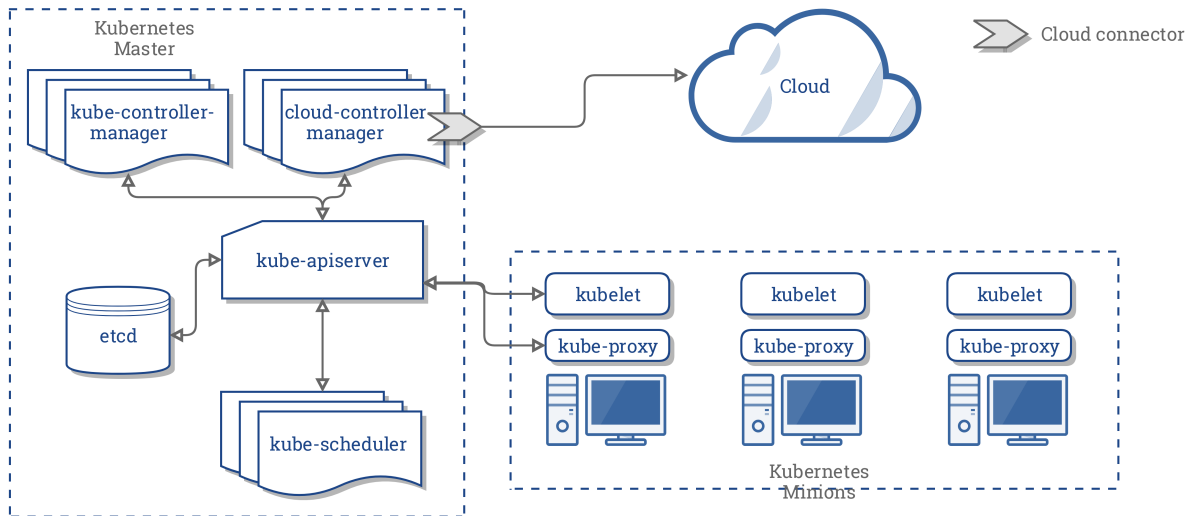 Kubernetes
Master
Cloud connector
kube-controller-
manager
cloud-controller
manager
Cloud
kube-apiserver
etcd
kube-scheduler
kubelet
kubelet
kubelet
kube-proxy
kube-proxy
kube-proxy
Kubernetes
Minions